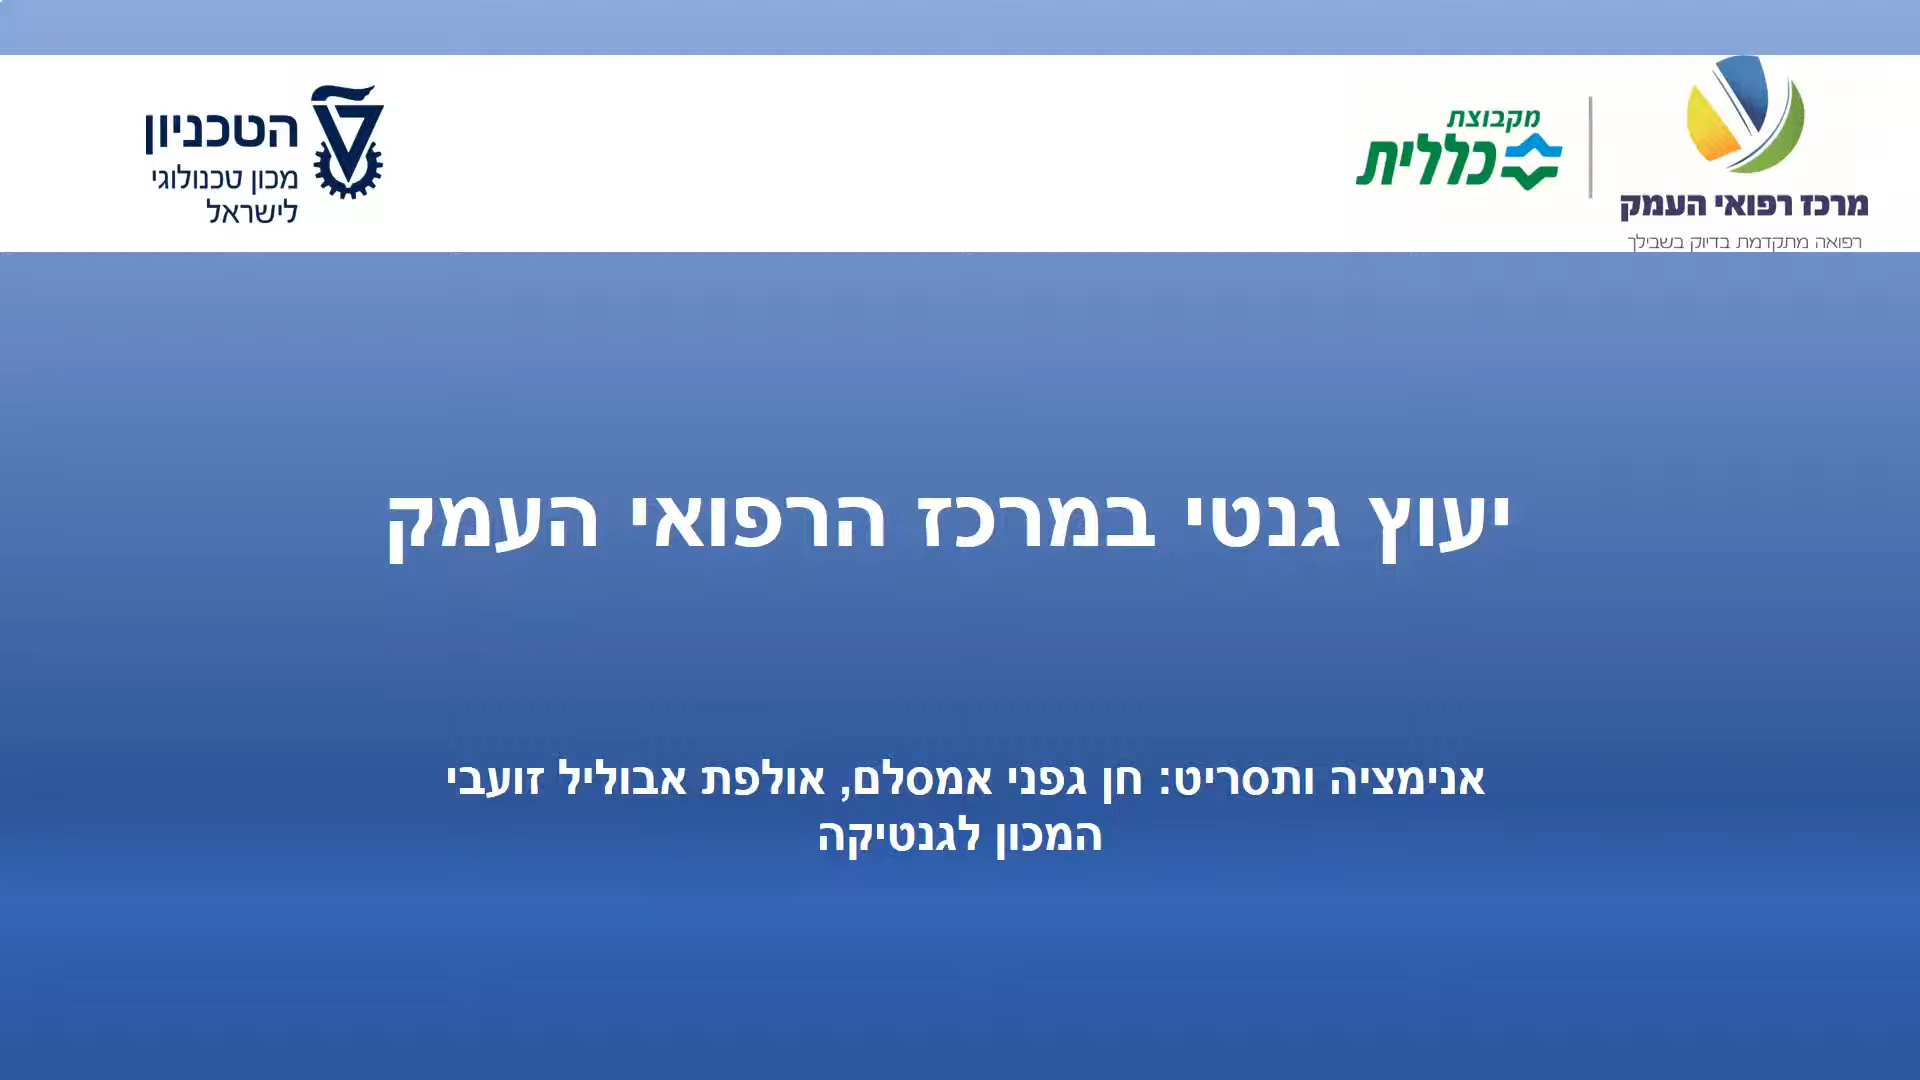 מרכז רפואי העמק
רפואה מתקדמת בדיוק בשבילך
מקבוצת
כללית
הטכניון
מכון טכנולוגי
לישראל
יעוץ גנטי במרכז הרפואי העמק
אנימציה ותסריט: חן גפני אמסלם, אולפת אבוליל זועבי
המכון לגנטיקה